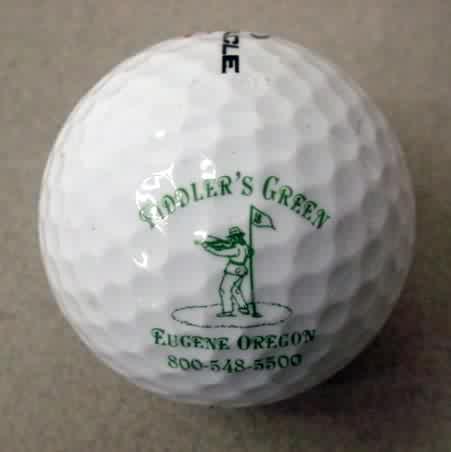 FIDDLER'S GREEN
EUGENE OREGON
800-548-5500